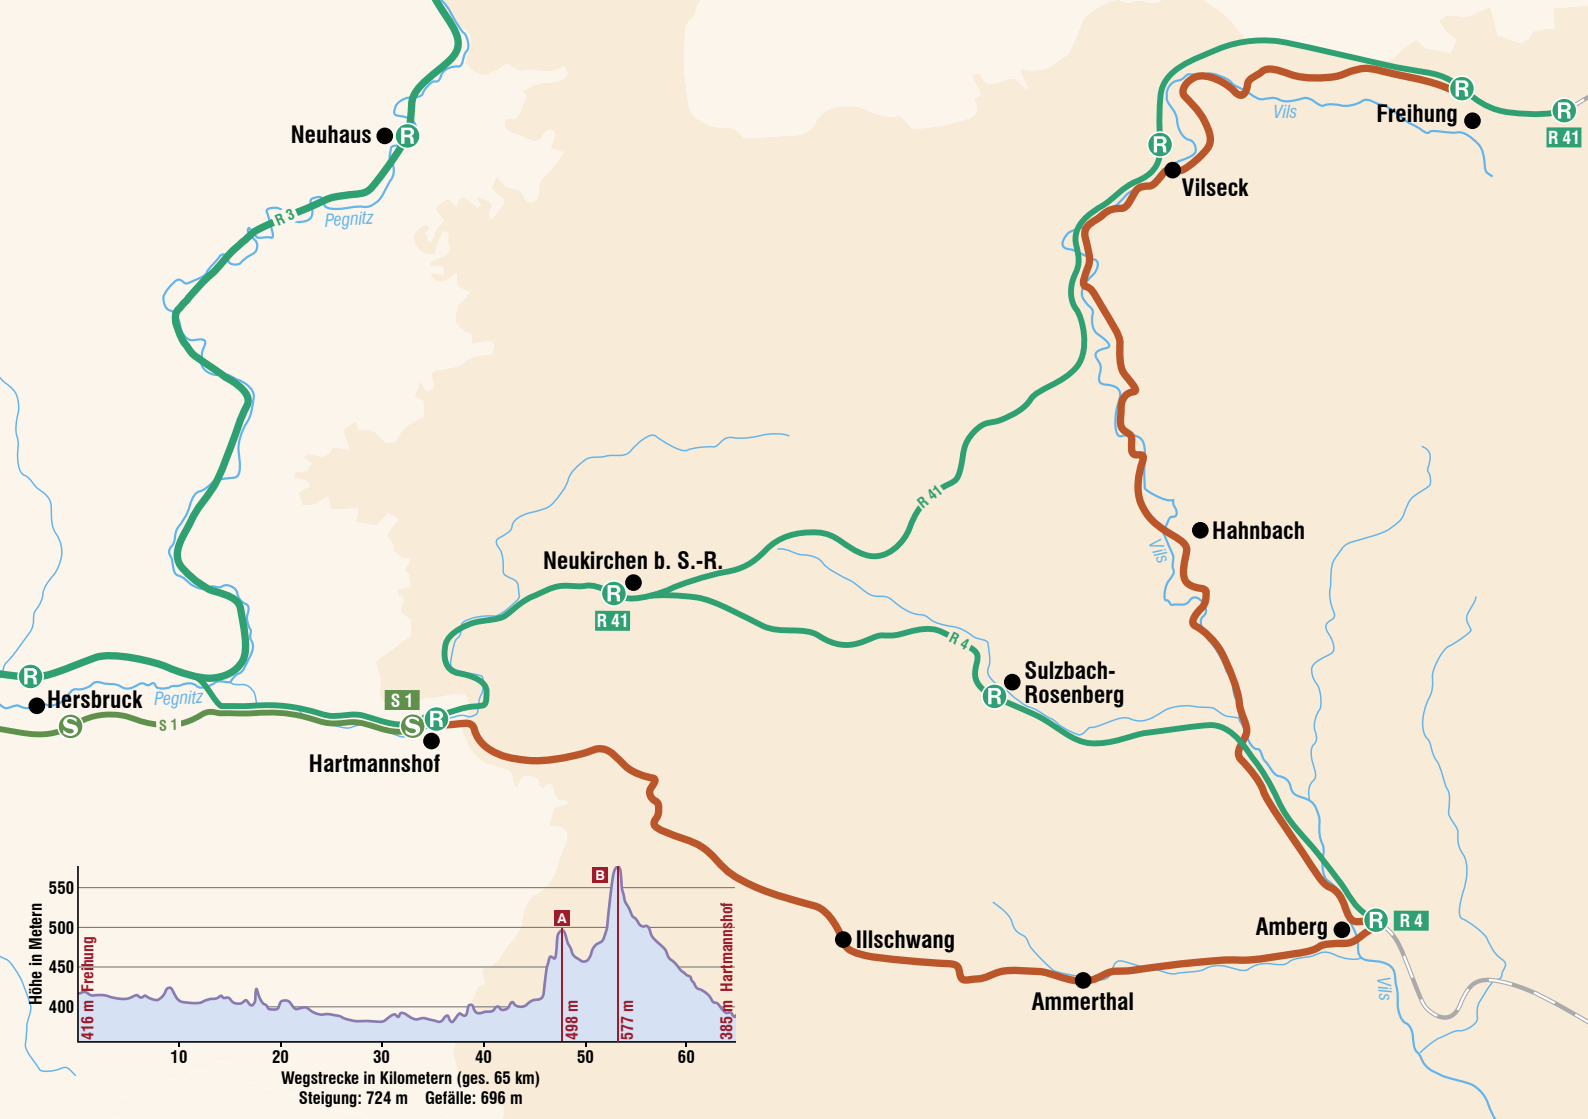 Neuhaus
R
R 3
Pegnitz
R
Vils
Freihung
R
R 41
R
Vilseck
R 41
Hahnbach
Vils
Neukirchen b. S.-R.
R
R 41
R 4
Sulzbach-
Rosenberg
R
R
Hersbruck
Pegnitz
S
S 1
S 1
S
R
Hartmannshof
Illschwang
Amberg
R
R 4
Vils
Ammerthal
Höhe in Metern
550
500
450
400
416 m Freihung
A
498 m
B
577 m
385 m Hartmannshof
10
20
30
40
50
60
Wegstrecke in Kilometern (ges. 65 km)
Steigung: 724 m Gefälle: 696 m